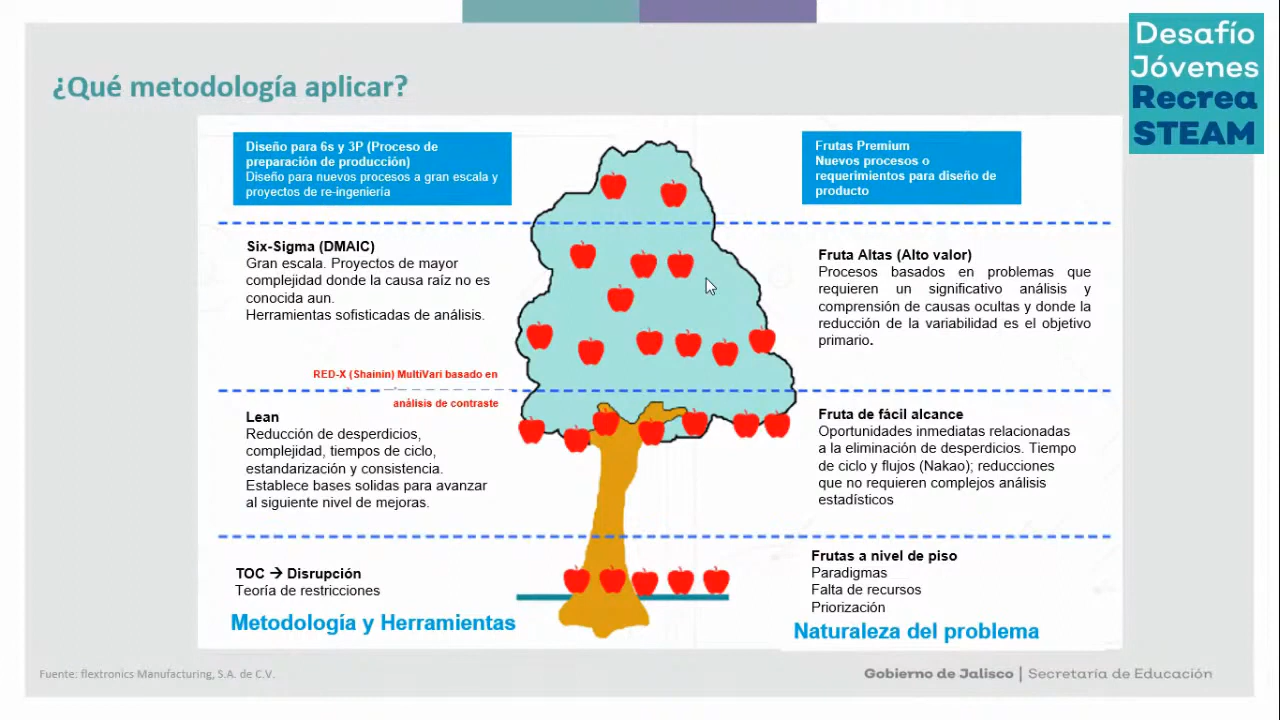 Desafío
Jóvenes
Recrea
STEAM
¿Qué metodología aplicar?
Diseño para 6s y 3P (Proceso de
preparación de producción)
Diseño para nuevos procesos a gran escala y
proyectos de re-ingeniería
Frutas Premium
Nuevos procesos o
requerimientos para diseño de
producto
Six-Sigma (DMAIC)
Gran escala. Proyectos de mayor
complejidad donde la causa raíz no es
conocida aun.
Herramientas sofisticadas de análisis.
Fruta Altas (Alto valor)
Procesos basados en problemas que
requieren un significativo análisis y
comprensión de causas ocultas y donde la
reducción de la variabilidad es el objetivo
primario.
RED-X (Shainin) MultiVari basado en
análisis de contraste
Lean
Reducción de desperdicios,
complejidad, tiempos de ciclo,
estandarización y consistencia.
Establece bases solidas para avanzar
al siguiente nivel de mejoras.
Fruta de fácil alcance
Oportunidades inmediatas relacionadas
a la eliminación de desperdicios. Tiempo
de ciclo y flujos (Nakao); reducciones
que no requieren complejos análisis
estadísticos
TOC → Disrupción
Teoría de restricciones
Frutas a nivel de piso
Paradigmas
Falta de recursos
Priorización
Metodología y Herramientas
Naturaleza del problema
Fuente: flextronics Manufacturing, S.A. de C.V.
Gobierno de Jalisco | Secretaría de Educación